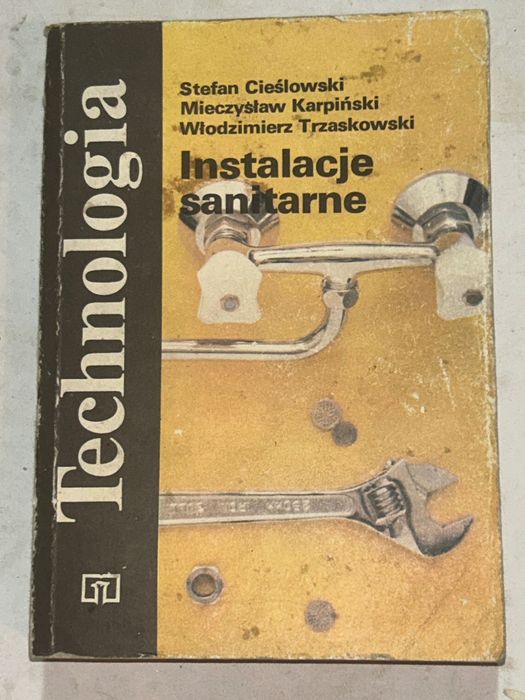 Technologia
Stefan Cieślowski
Mieczysław Karpiński
Włodzimierz Trzaskowski
Instalacje
sanitarne